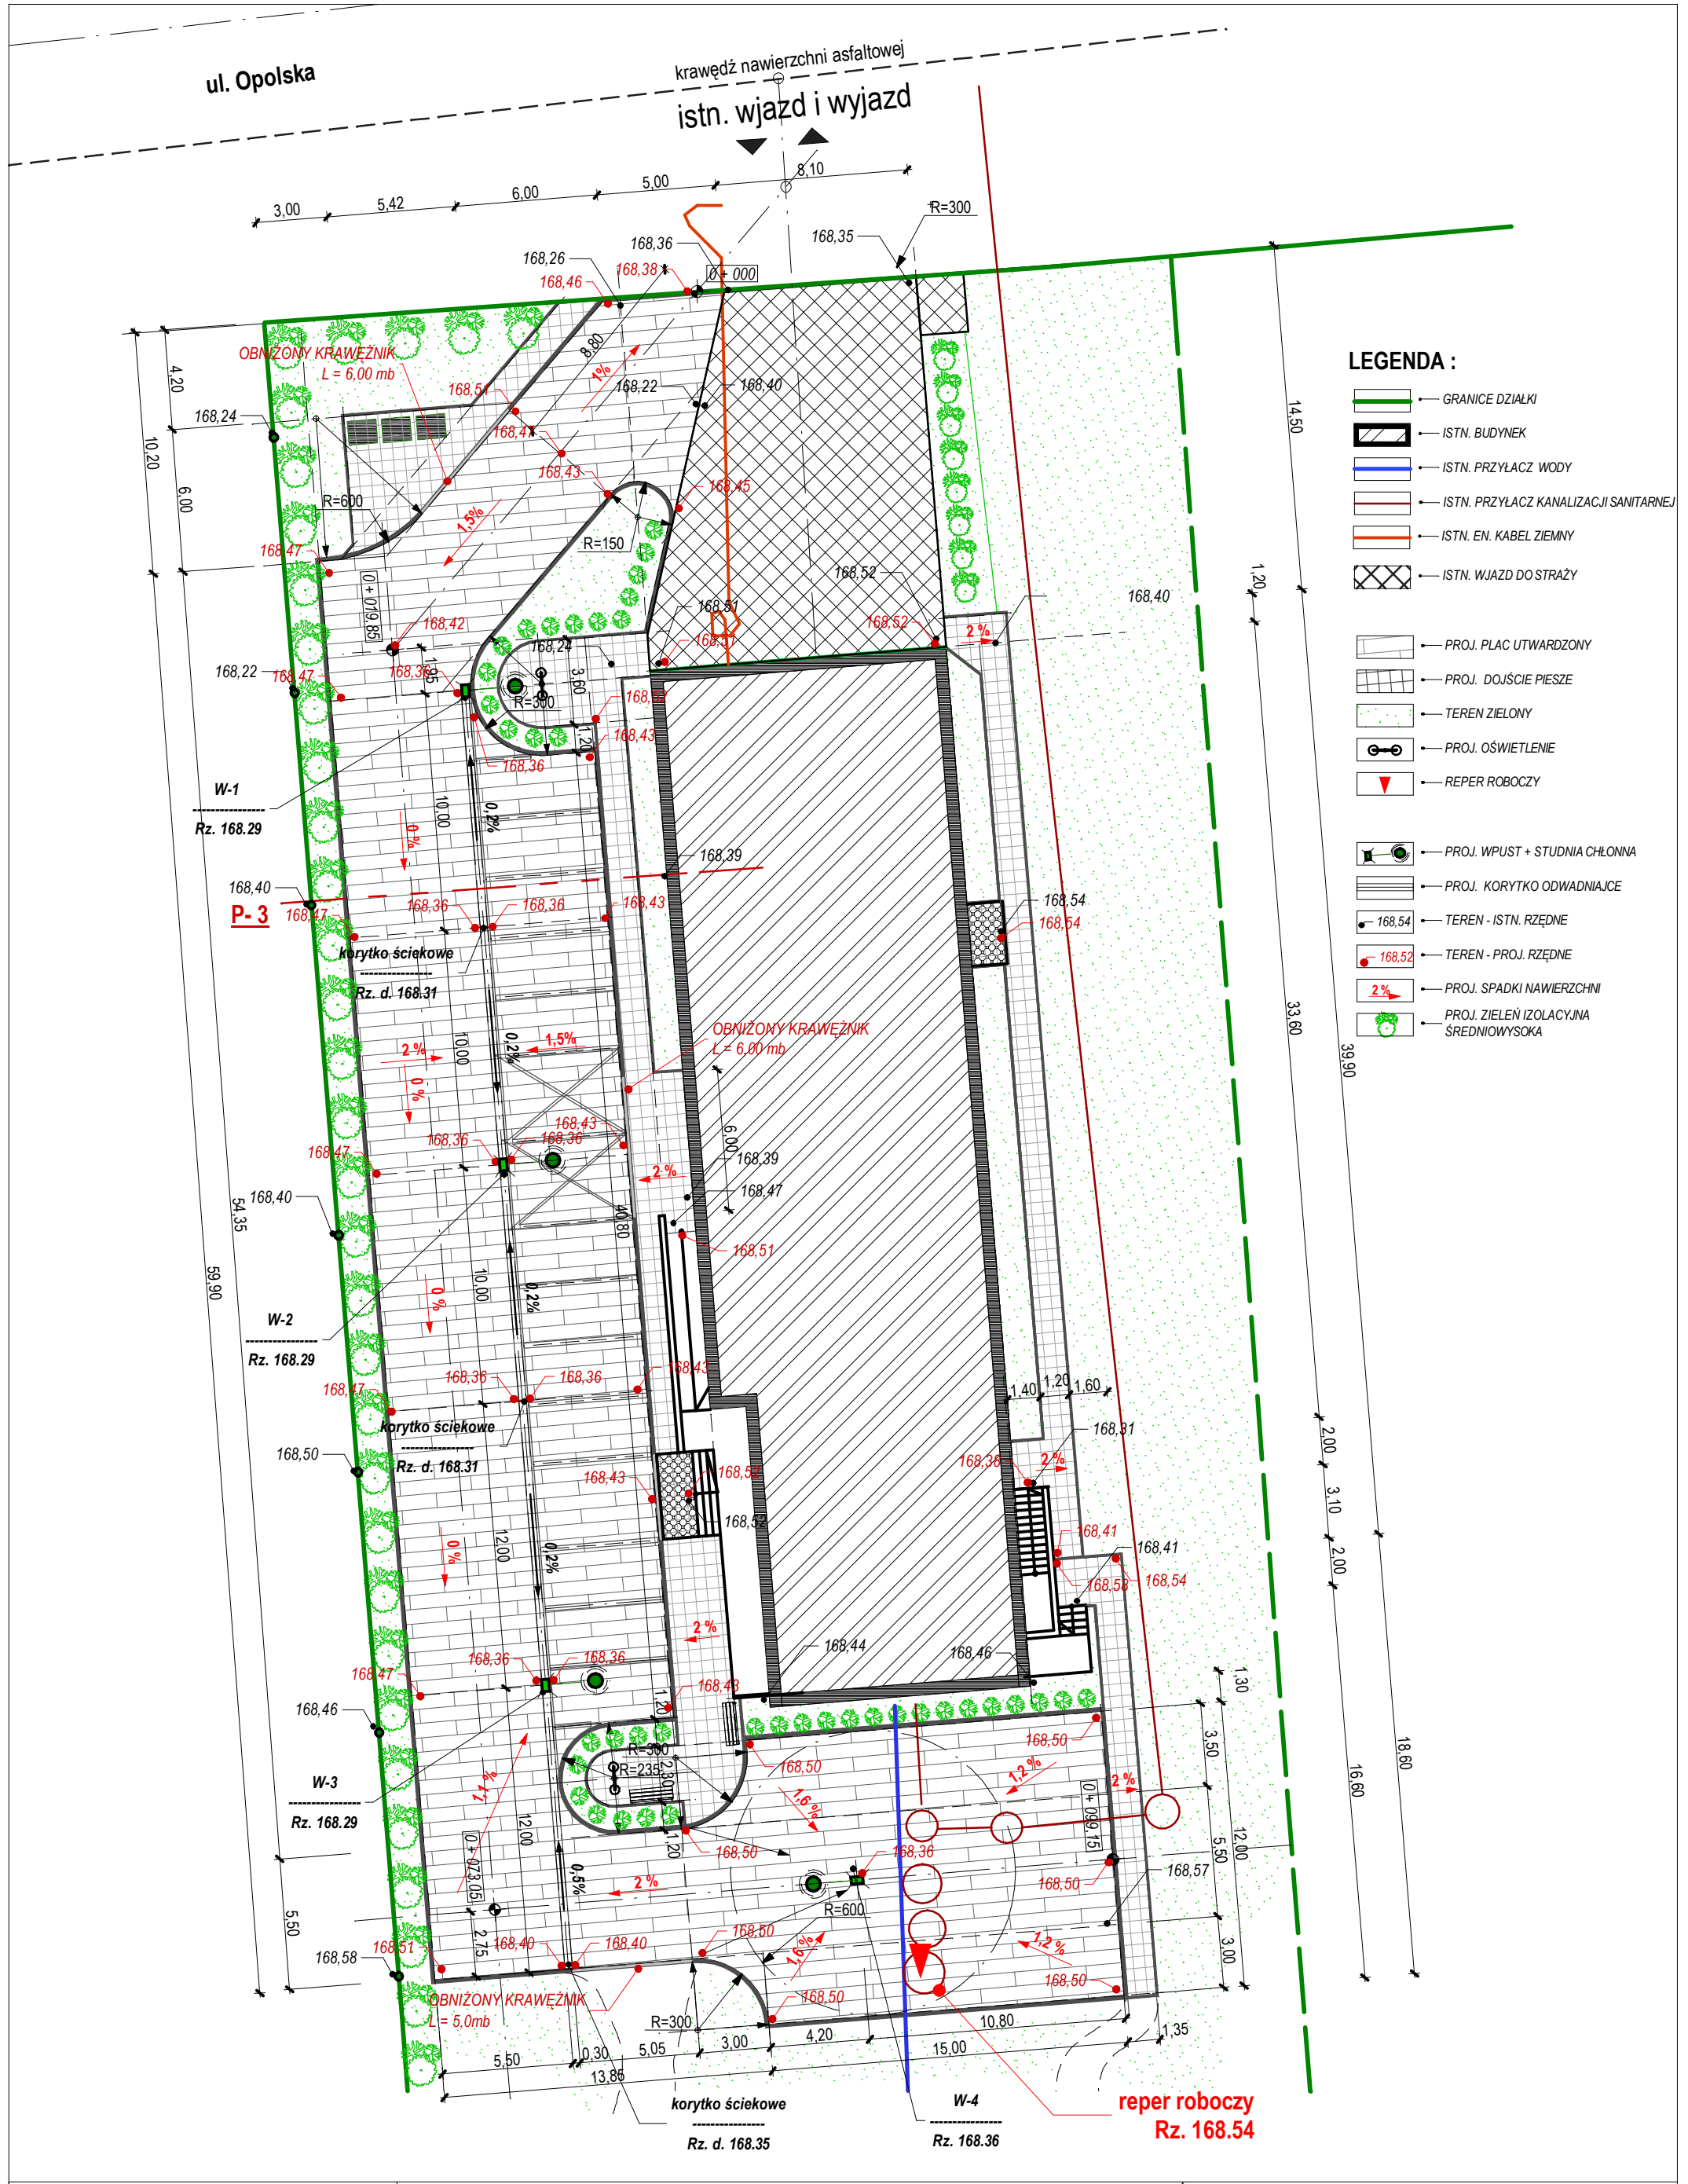 ul. Opolska
krawędź nawierzchni asfaltowej
istn. wjazd i wyjazd
8,10
5,00
6,00
5,42
3,00
R=300
168,35
168,36
168,26
168,38
0 + 000
168,46
OBNIŻONY KRAWĘŻNIK
L = 6,00 mb
8.80
1%
168,22
168,40
168,51
168,24
168,47
168,43
168,45
4,20
10,20
6,00
14,50
R=600
1,5%
R=150
168,47
168,52
168,51
168,52
2 %
168,40
1,20
0 + 019.85
168,42
168,24
168,36
1,95
3,60
168,22
168,47
R=300
168,52
1,20
168,43
168,36
W-1
Rz. 168.29
10,00
0,2%
0 %
168,39
168,40
P- 3
168,47
168,36
168,36
168,43
168,54
168,54
korytko ściekowe
Rz. d. 168.31
OBNIŻONY KRAWĘŻNIK
L = 6,00 mb
2 %
10,00
0,2%
1,5%
0 %
33,60
39,90
168,43
168,36
168,36
168,47
6,00
168,39
2 %
168,47
168,40
54,35
40,80
168,51
59,90
10,00
0,2%
0 %
W-2
Rz. 168.29
168,43
168,36
168,36
168,47
1,40
1,20
1,60
korytko ściekowe
Rz. d. 168.31
168,31
168,50
2,00
168,43
168,52
2 %
168,52
3,10
12,00
0,2%
0 %
168,41
168,41
2,00
168,58
168,54
2 %
168,44
168,46
168,36
168,36
168,47
168,43
1,30
168,46
1,20
3,50
18,60
16,60
R=300
R=235
2,30
168,50
168,50
1,1 %
W-3
Rz. 168.29
1,6 %
1,2 %
2 %
0+ 099.15
12,00
1,20
168,50
168,36
5,50
12,00
168,57
0 + 073.05
0,5%
2 %
168,50
R=600
5,50
2,75
168,50
168,51
168,40
168,40
1,6 %
1,2 %
3,00
168,58
168,50
168,50
OBNIŻONY KRAWĘŻNIK
L = 5,0mb
R=300
10,80
4,20
3,00
5,05
0,30
5,50
1,35
15,00
13,85
korytko ściekowe
Rz. d. 168.35
W-4
Rz. 168.36
reper roboczy
Rz. 168.54
LEGENDA :
GRANICE DZIAŁKI
ISTN. BUDYNEK
ISTN. PRZYŁACZ WODY
ISTN. PRZYŁACZ KANALIZACJI SANITARNEJ
ISTN. EN. KABEL ZIEMNY
ISTN. WJAZD DO STRAŻY
PROJ. PLAC UTWARDZONY
PROJ. DOJŚCIE PIESZE
TEREN ZIELONY
PROJ. OŚWIETLENIE
REPER ROBOCZY
PROJ. WPUST + STUDNIA CHŁONNA
PROJ. KORYTKO ODWADNIAJCE
168,54 TEREN - ISTN. RZĘDNE
168,52 TEREN - PROJ. RZĘDNE
2 % PROJ. SPADKI NAWIERZCHNI
PROJ. ZIELEŃ IZOLACYJNA
ŚREDNIOWYSOKA